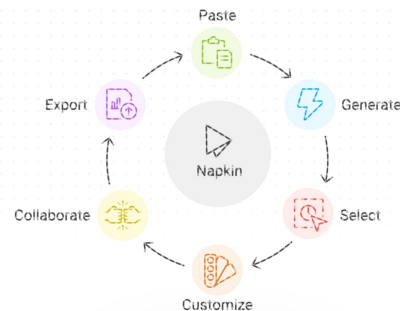 Paste
Generate
Select
Customize
Collaborate
Export
Napkin